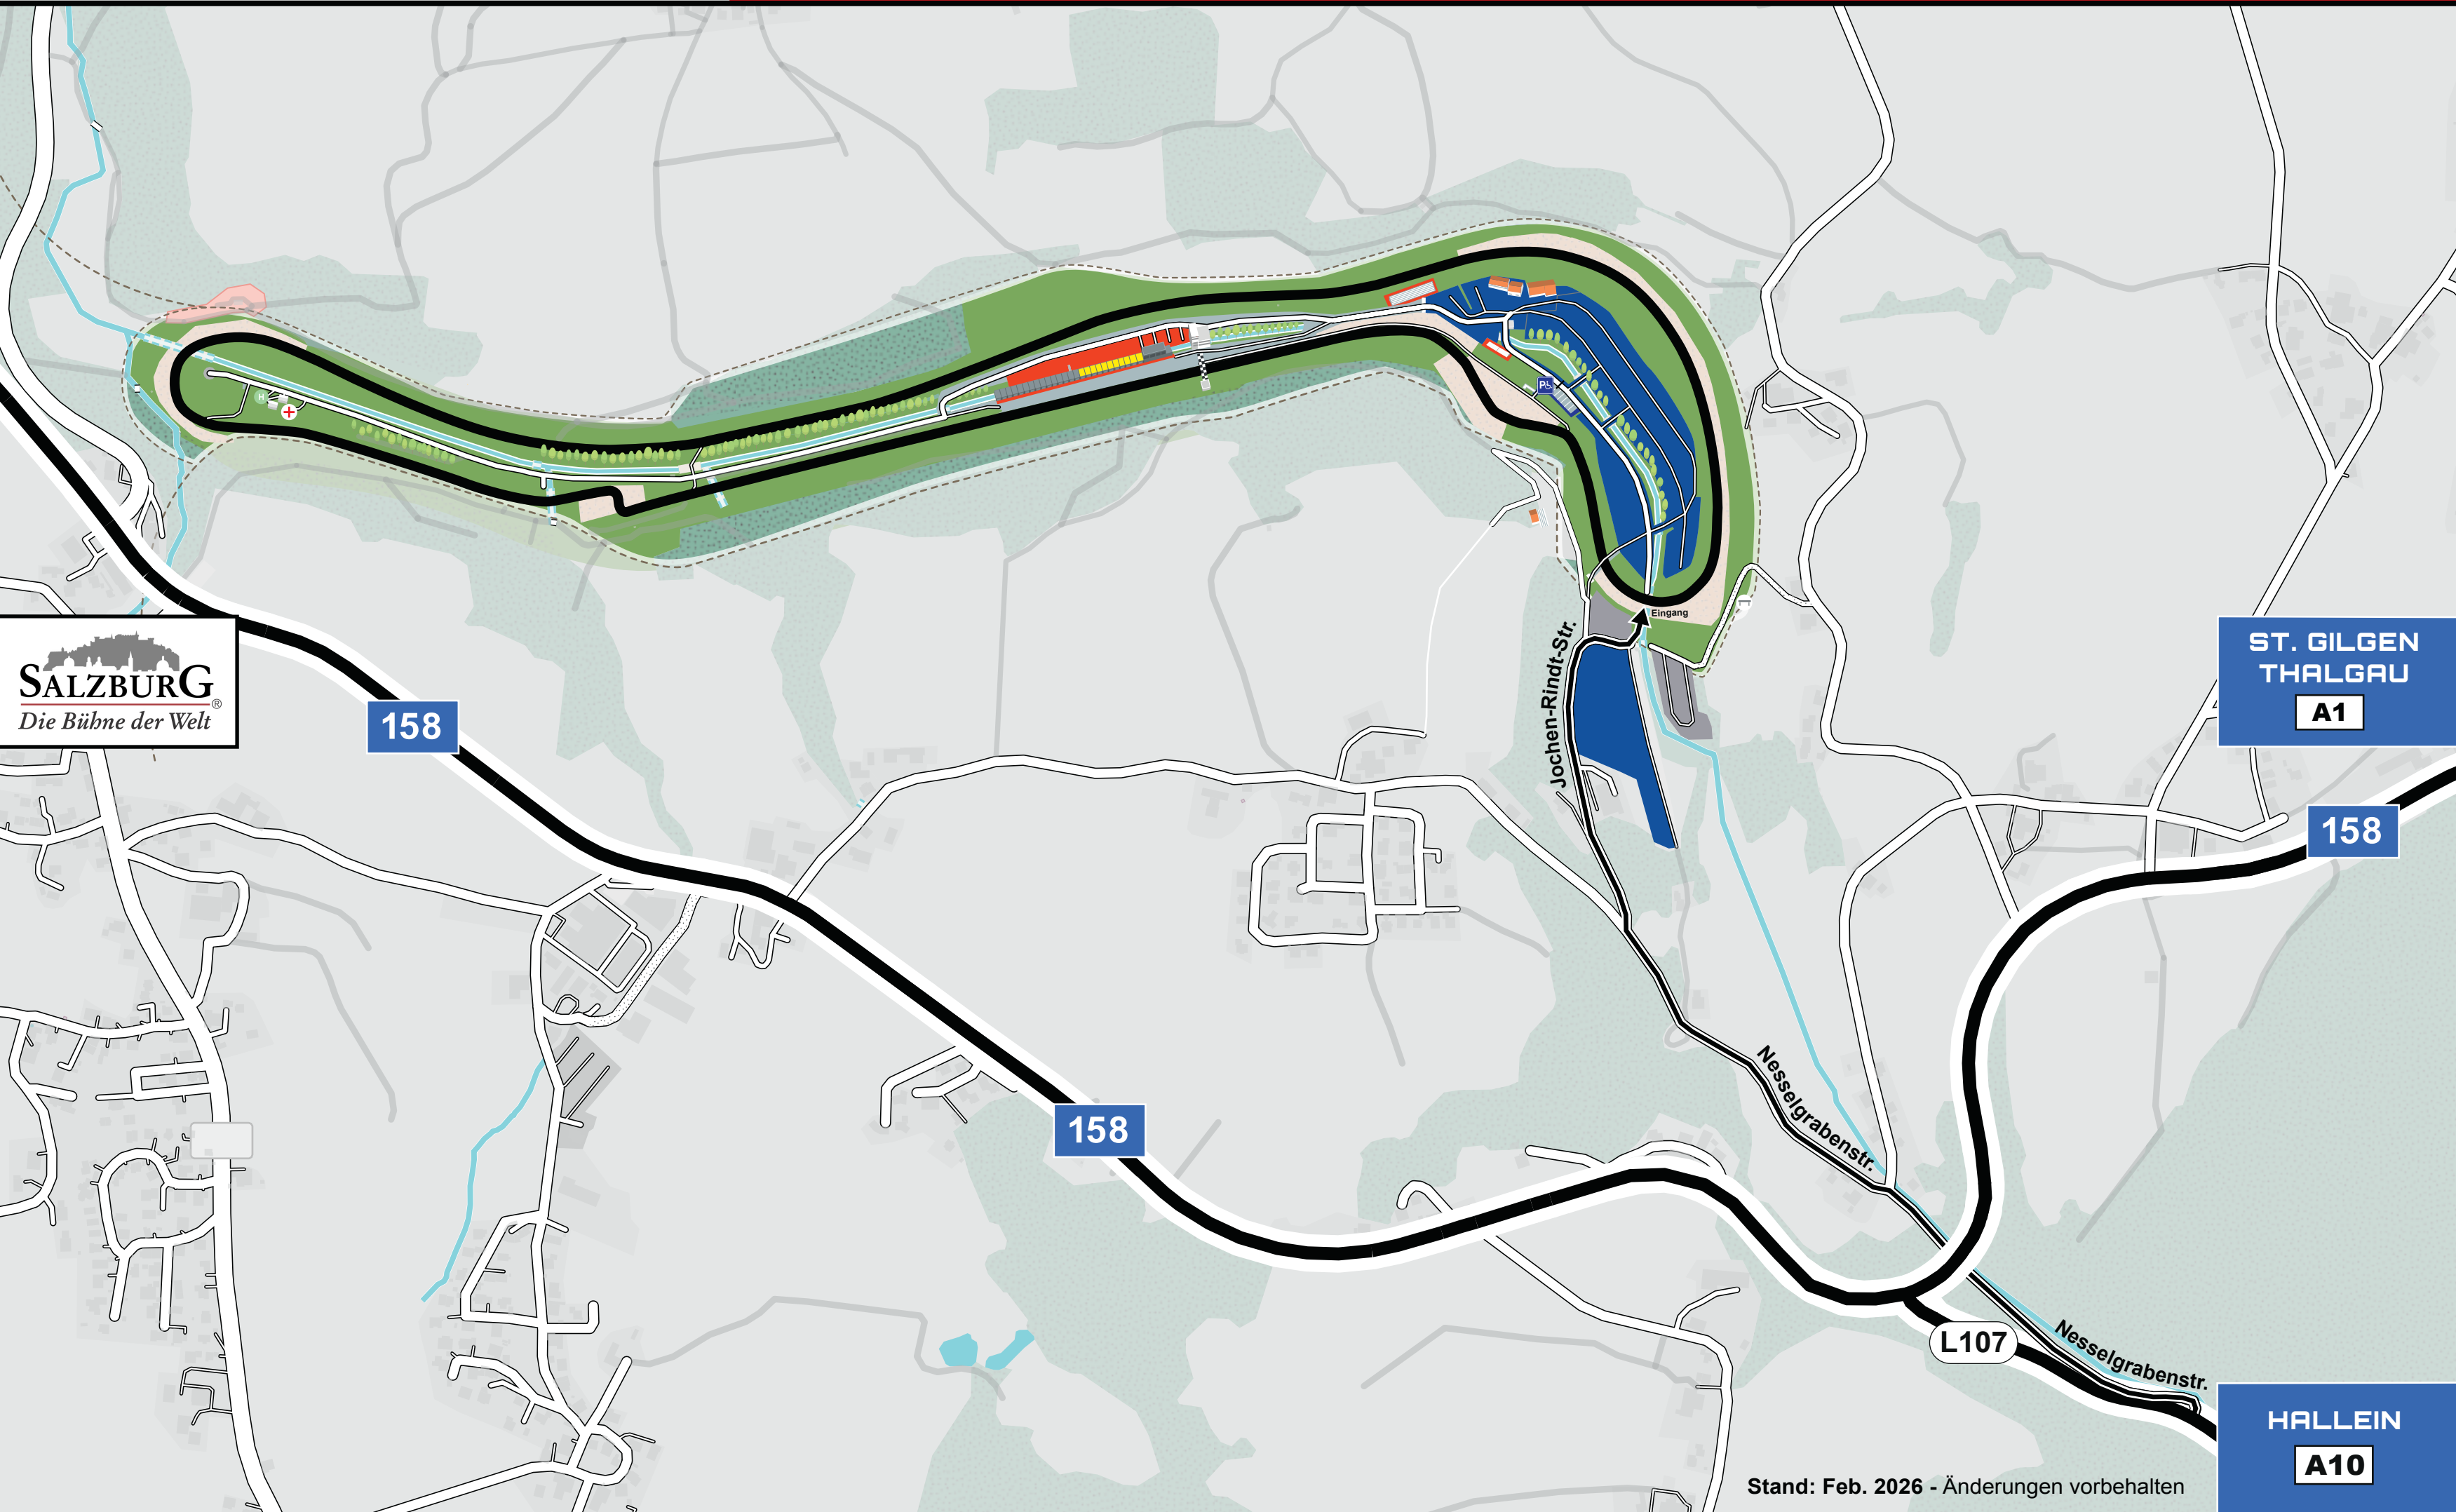 H
P
Eingang
Jochen-Rindt-Str.
SALZBURG
®
Die Bühne der Welt
158
ST. GILGEN
THALGAU
A1
158
158
Nesselgrabenstr.
L107
Nesselgrabenstr.
HALLEIN
A10
Stand: Feb. 2026 - Änderungen vorbehalten